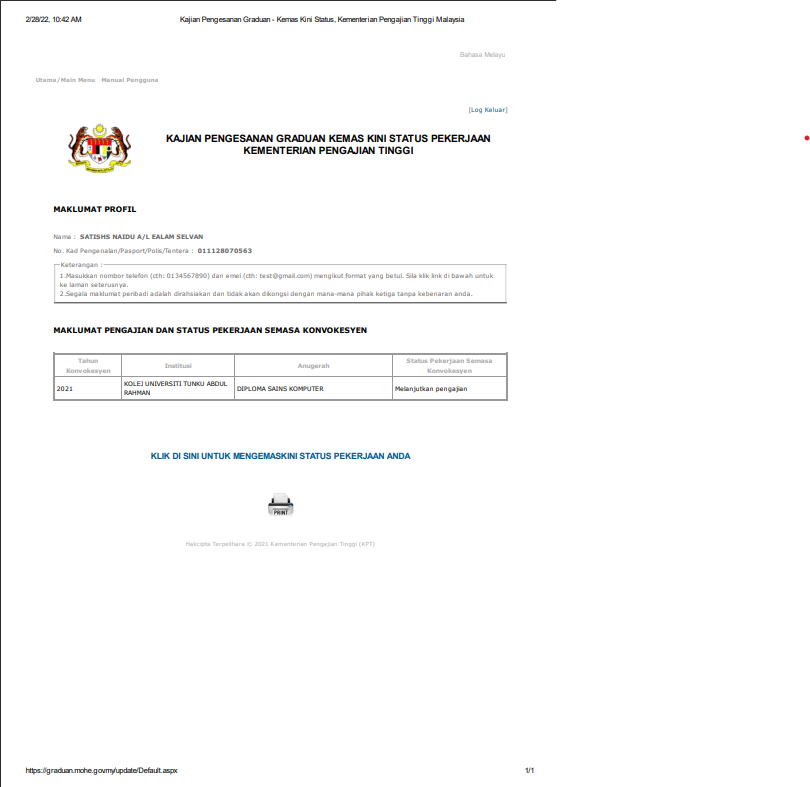 2/28/22, 10:42 AM
Kajian Pengesanan Graduan - Kemas Kini Status, Kementerian Pengajian Tinggi Malaysia
Bahasa Melayu
Utama/Main Menu Manual Pengguna
[Log Keluar]
KAJIAN PENGESANAN GRADUAN KEMAS KINI STATUS PEKERJAAN
KEMENTERIAN PENGAJIAN TINGGI
MAKLUMAT PROFIL
Nama : SATISHS NAIDU A/L EALAM SELVAN
No. Kad Pengenalan/Pasport/Polis/Tentera : 011128070563
Keterangan :
1.Masukkan nombor telefon (cth: 0134567890) dan emel (cth: test@gmail.com) mengikut format yang betul. Sila klik link di bawah untuk
ke laman seterusnya.
2.Segala maklumat peribadi adalah dirahsiakan dan tidak akan dikongsi dengan mana-mana pihak ketiga tanpa kebenaran anda.
MAKLUMAT PENGAJIAN DAN STATUS PEKERJAAN SEMASA KONVOKESYEN
Tahun
Konvokesyen
Institusi
Anugerah
Status Pekerjaan Semasa
Konvokesyen
2021
KOLEJ UNIVERSITI TUNKU ABDUL
RAHMAN
DIPLOMA SAINS KOMPUTER
Melanjutkan pengajian
KLIK DI SINI UNTUK MENGEMASKINI STATUS PEKERJAAN ANDA
PRINT
Hakcipta Terpelihara © 2021 Kementerian Pengajian Tinggi (KPT)
https://graduan.mohe.gov.my/update/Default.aspx
1/1